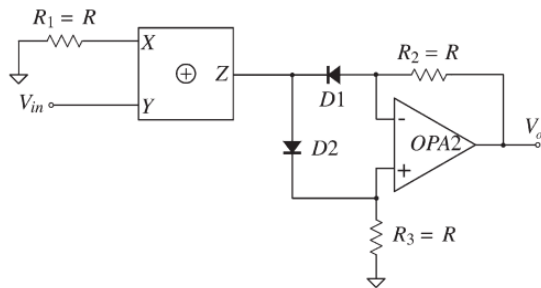 R₁ = R
X
Z
Y
V_in
D1
R₂ = R
D2
-
OPA2
+
V_o
R₃ = R